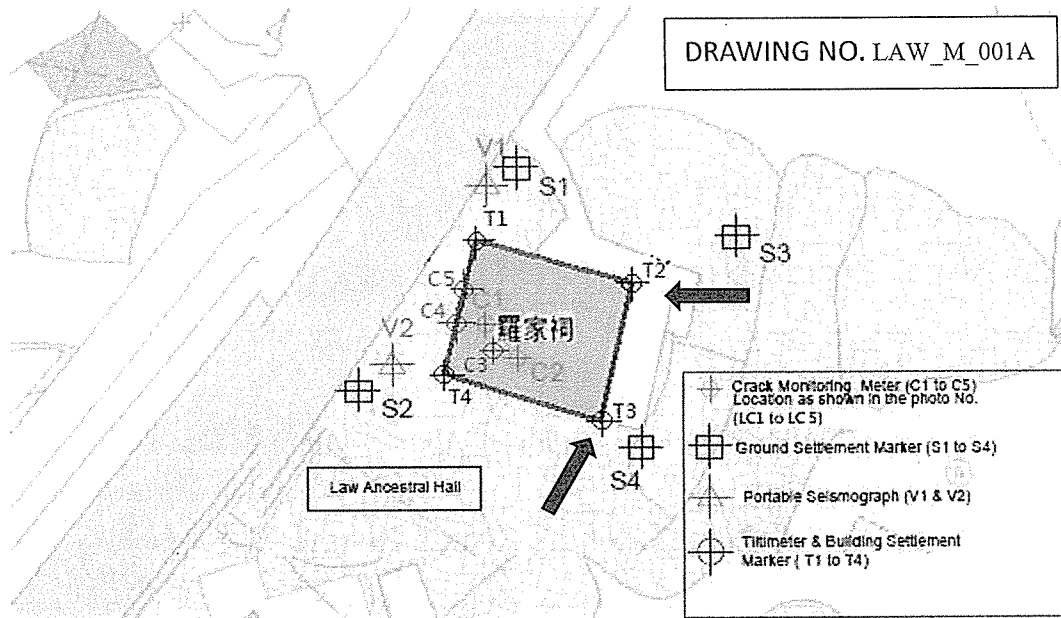 DRAWING NO. LAW_M_001A
V1
S1
T1
T2
S3
C5
C1
C4
羅家祠
V2
C3
C2
T4
S2
T3
S4
Law Ancestral Hall
Crack Monitoring Meter (C1 to C5)
Location as shown in the photo No.
(LC1 to LC5)
Ground Settlement Marker (S1 to S4)
Portable Seismograph (V1 & V2)
Tiltimeter & Building Settlement
Marker ( T1 to T4)